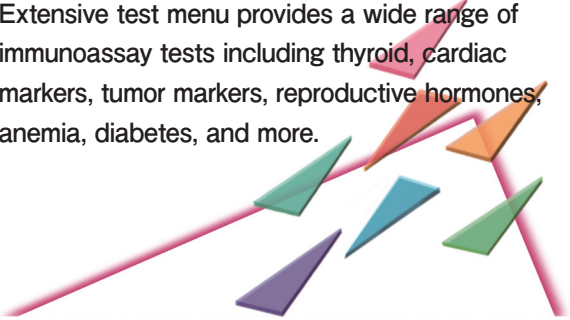 Extensive test menu provides a wide range of
immunoassay tests including thyroid, cardiac
markers, tumor markers, reproductive hormones,
anemia, diabetes, and more.